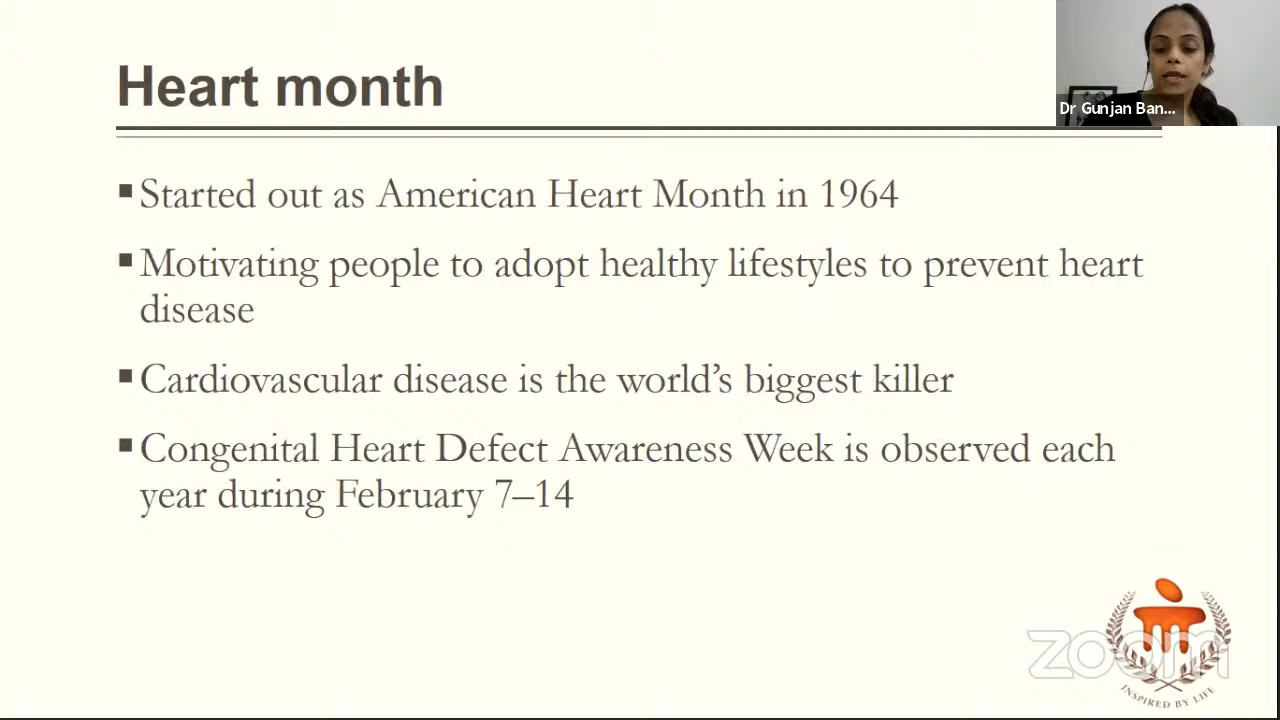 Heart month
Dr Gunjan Ban...
▪Started out as American Heart Month in 1964
▪Motivating people to adopt healthy lifestyles to prevent heart
disease
▪Cardiovascular disease is the world’s biggest killer
▪Congenital Heart Defect Awareness Week is observed each
year during February 7–14
zoom
INSPIRED BY LIFE